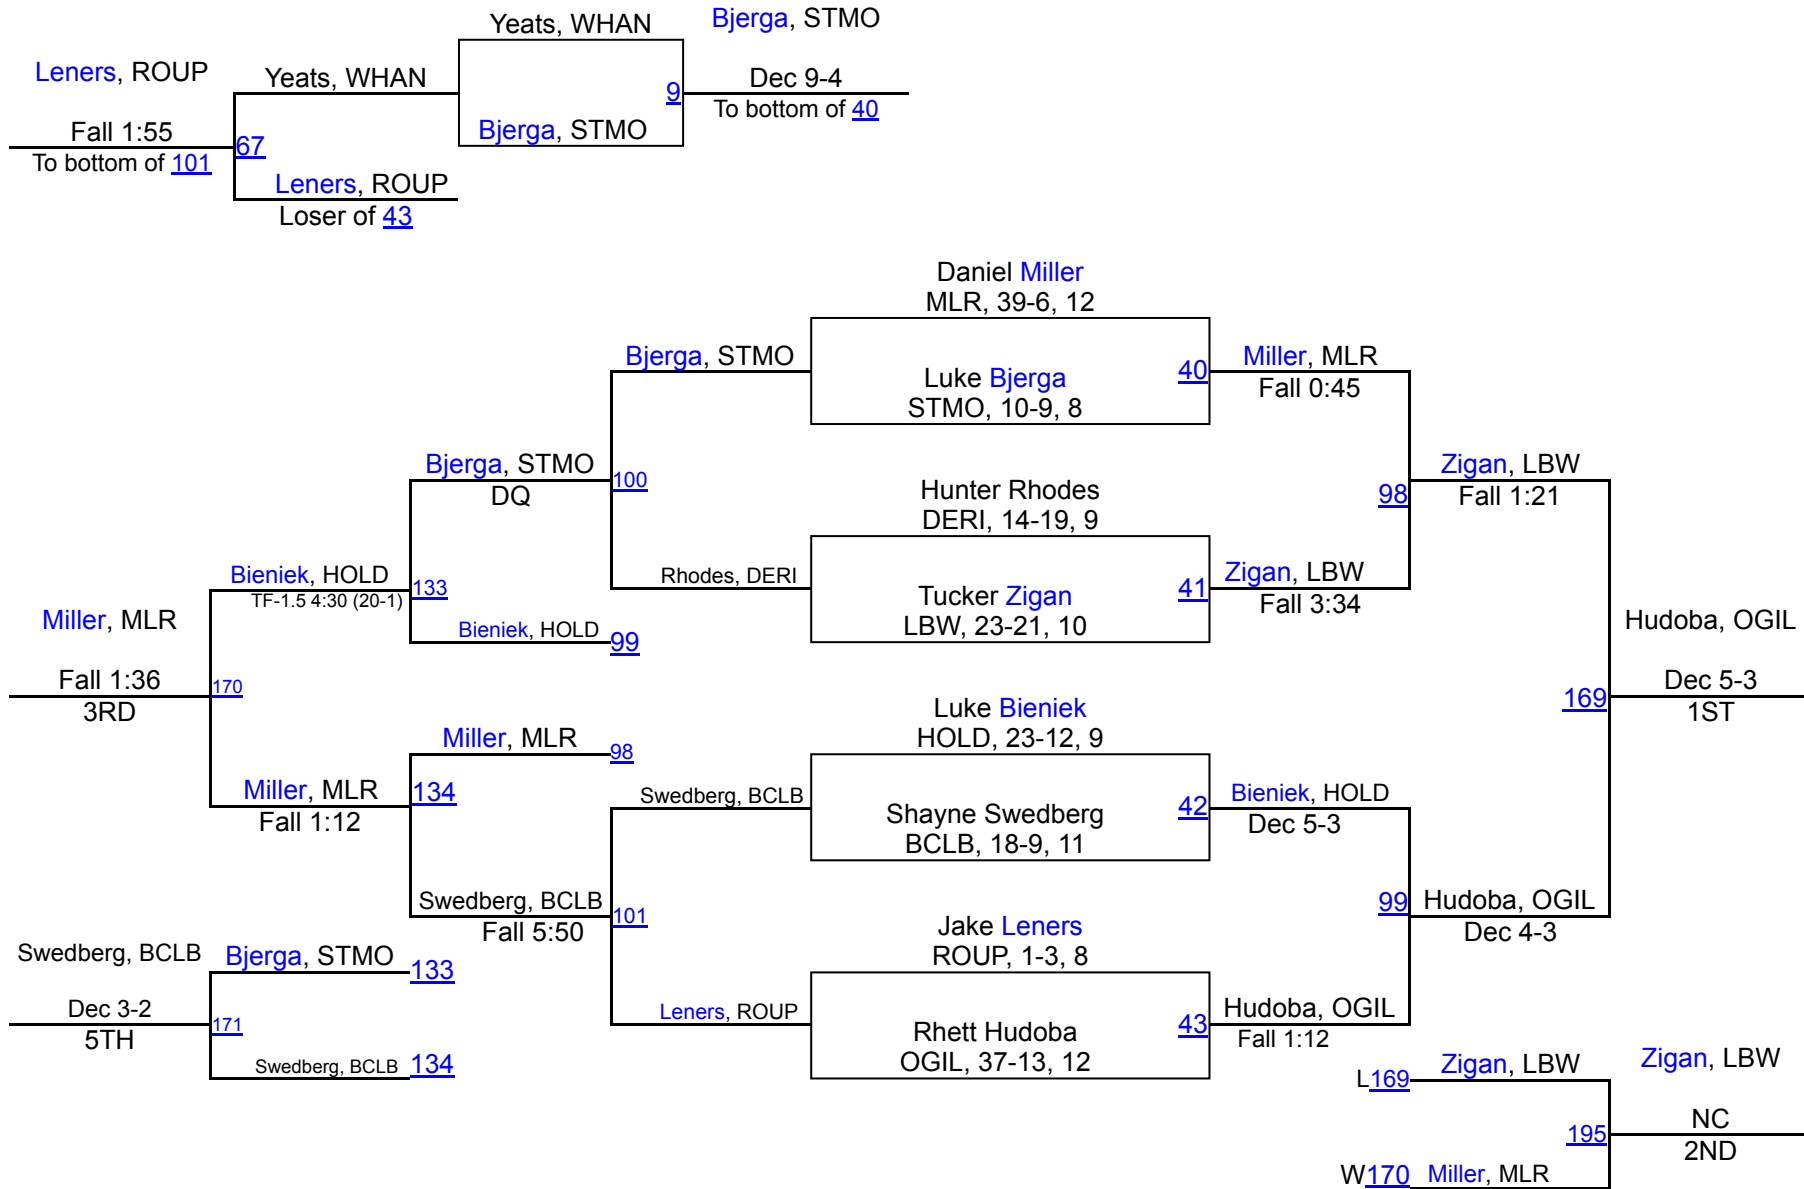 Yeats, WHAN
Bjerga, STMO
Leners, ROUP
Yeats, WHAN
9
Dec 9-4
To bottom of 40
Fall 1:55
Bjerga, STMO
67
To bottom of 101
Leners, ROUP
Loser of 43
Daniel Miller
MLR, 39-6, 12
Bjerga, STMO
Luke Bjerga
STMO, 10-9, 8
40
Miller, MLR
Fall 0:45
Bjerga, STMO
DQ
100
Hunter Rhodes
DERI, 14-19, 9
98
Zigan, LBW
Fall 1:21
Bieniek, HOLD
TF-1.5 4:30 (20-1)
133
Rhodes, DERI
Tucker Zigan
LBW, 23-21, 10
41
Zigan, LBW
Fall 3:34
Miller, MLR
Bieniek, HOLD
99
Hudoba, OGIL
Fall 1:36
3RD
170
Luke Bieniek
HOLD, 23-12, 9
169
Dec 5-3
1ST
Miller, MLR
98
Miller, MLR
Fall 1:12
134
Swedberg, BCLB
Shayne Swedberg
BCLB, 18-9, 11
42
Bieniek, HOLD
Dec 5-3
Swedberg, BCLB
Fall 5:50
101
Jake Leners
ROUP, 1-3, 8
99
Hudoba, OGIL
Dec 4-3
Swedberg, BCLB
Bjerga, STMO
133
Dec 3-2
5TH
171
Leners, ROUP
Rhett Hudoba
OGIL, 37-13, 12
43
Hudoba, OGIL
Fall 1:12
Swedberg, BCLB
134
L169
Zigan, LBW
Zigan, LBW
195
NC
2ND
W170
Miller, MLR